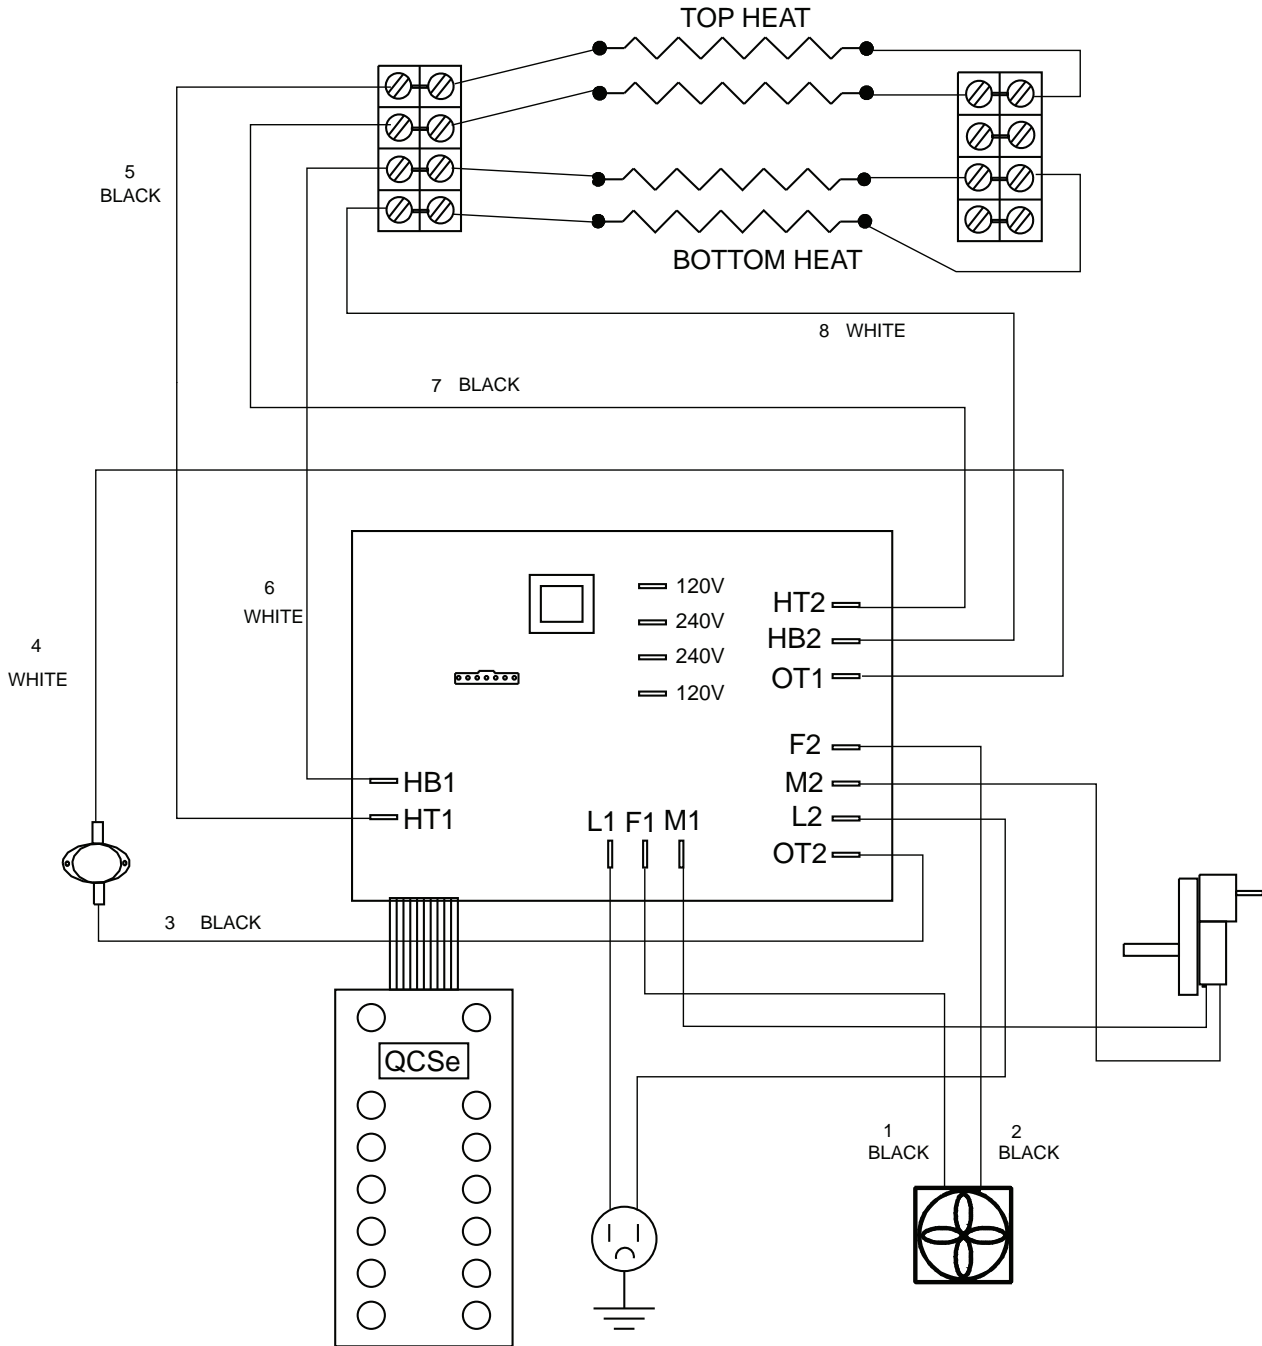 TOP HEAT
5
BLACK
BOTTOM HEAT
8 WHITE
7 BLACK
6
WHITE
4
WHITE
120V
240V
240V
120V
HT2
HB2
OT1
F2
M2
L2
OT2
HB1
HT1
L1 F1 M1
3 BLACK
QCSe
1
BLACK
2
BLACK